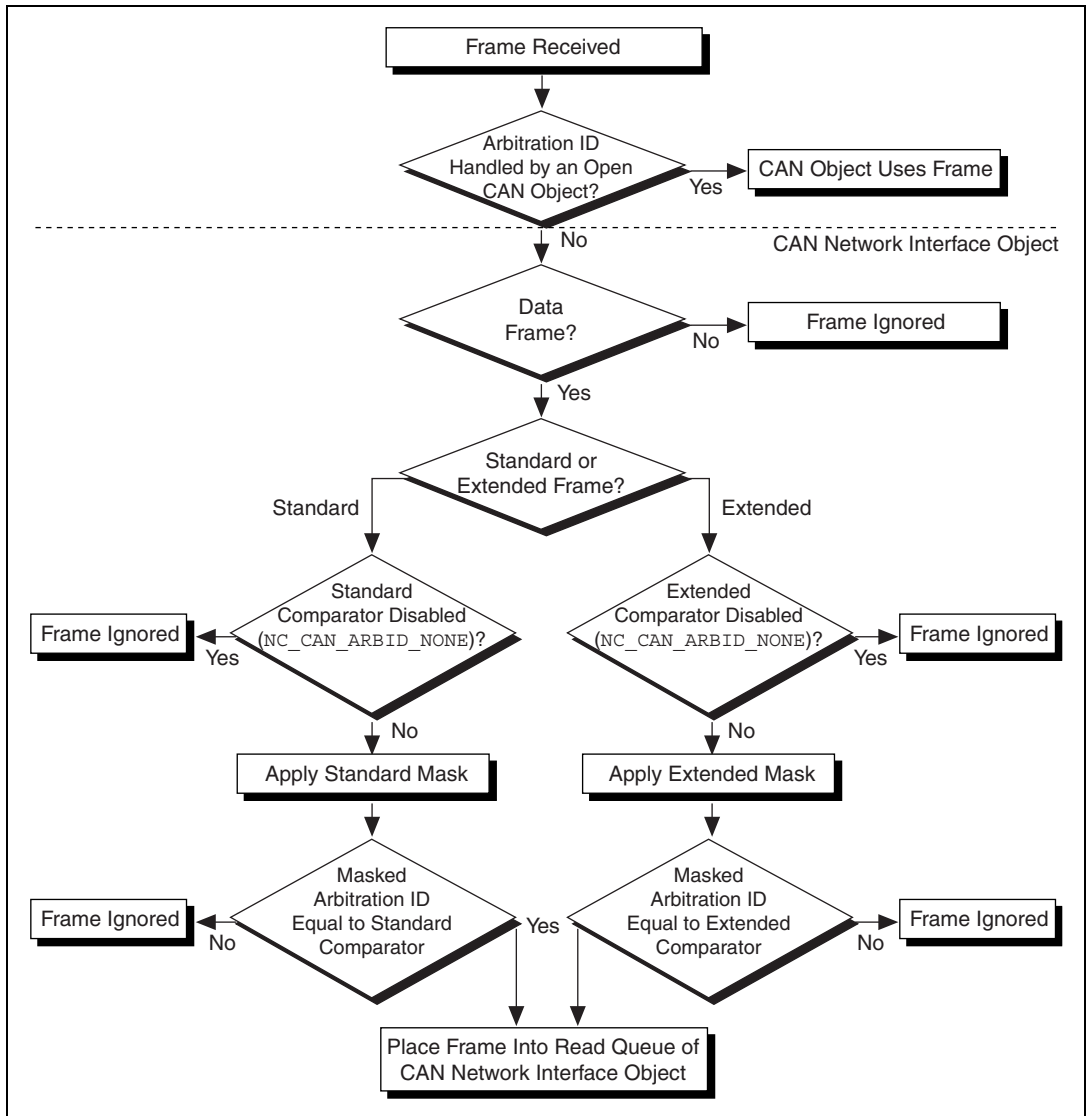 Frame Received
Arbitration ID
Handled by an Open
CAN Object?
Yes
CAN Object Uses Frame
No
CAN Network Interface Object
Data
Frame?
No
Frame Ignored
Yes
Standard or
Extended Frame?
Standard
Extended
Standard
Comparator Disabled
(NC_CAN_ARBID_NONE)?
Frame Ignored
Yes
Extended
Comparator Disabled
(NC_CAN_ARBID_NONE)?
Yes
Frame Ignored
No
No
Apply Standard Mask
Apply Extended Mask
Masked
Arbitration ID
Equal to Standard
Comparator
Frame Ignored
No
Yes
Masked
Arbitration ID
Equal to Extended
Comparator
No
Frame Ignored
Place Frame Into Read Queue of
CAN Network Interface Object